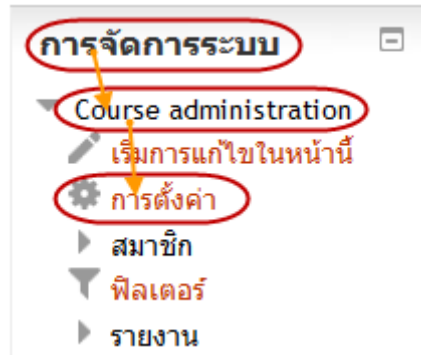 การจัดการระบบ
Course administration
เริ่มการแก้ไขในหน้านี้
การตั้งค่า
สมาชิก
ฟิลเตอร์
รายงาน